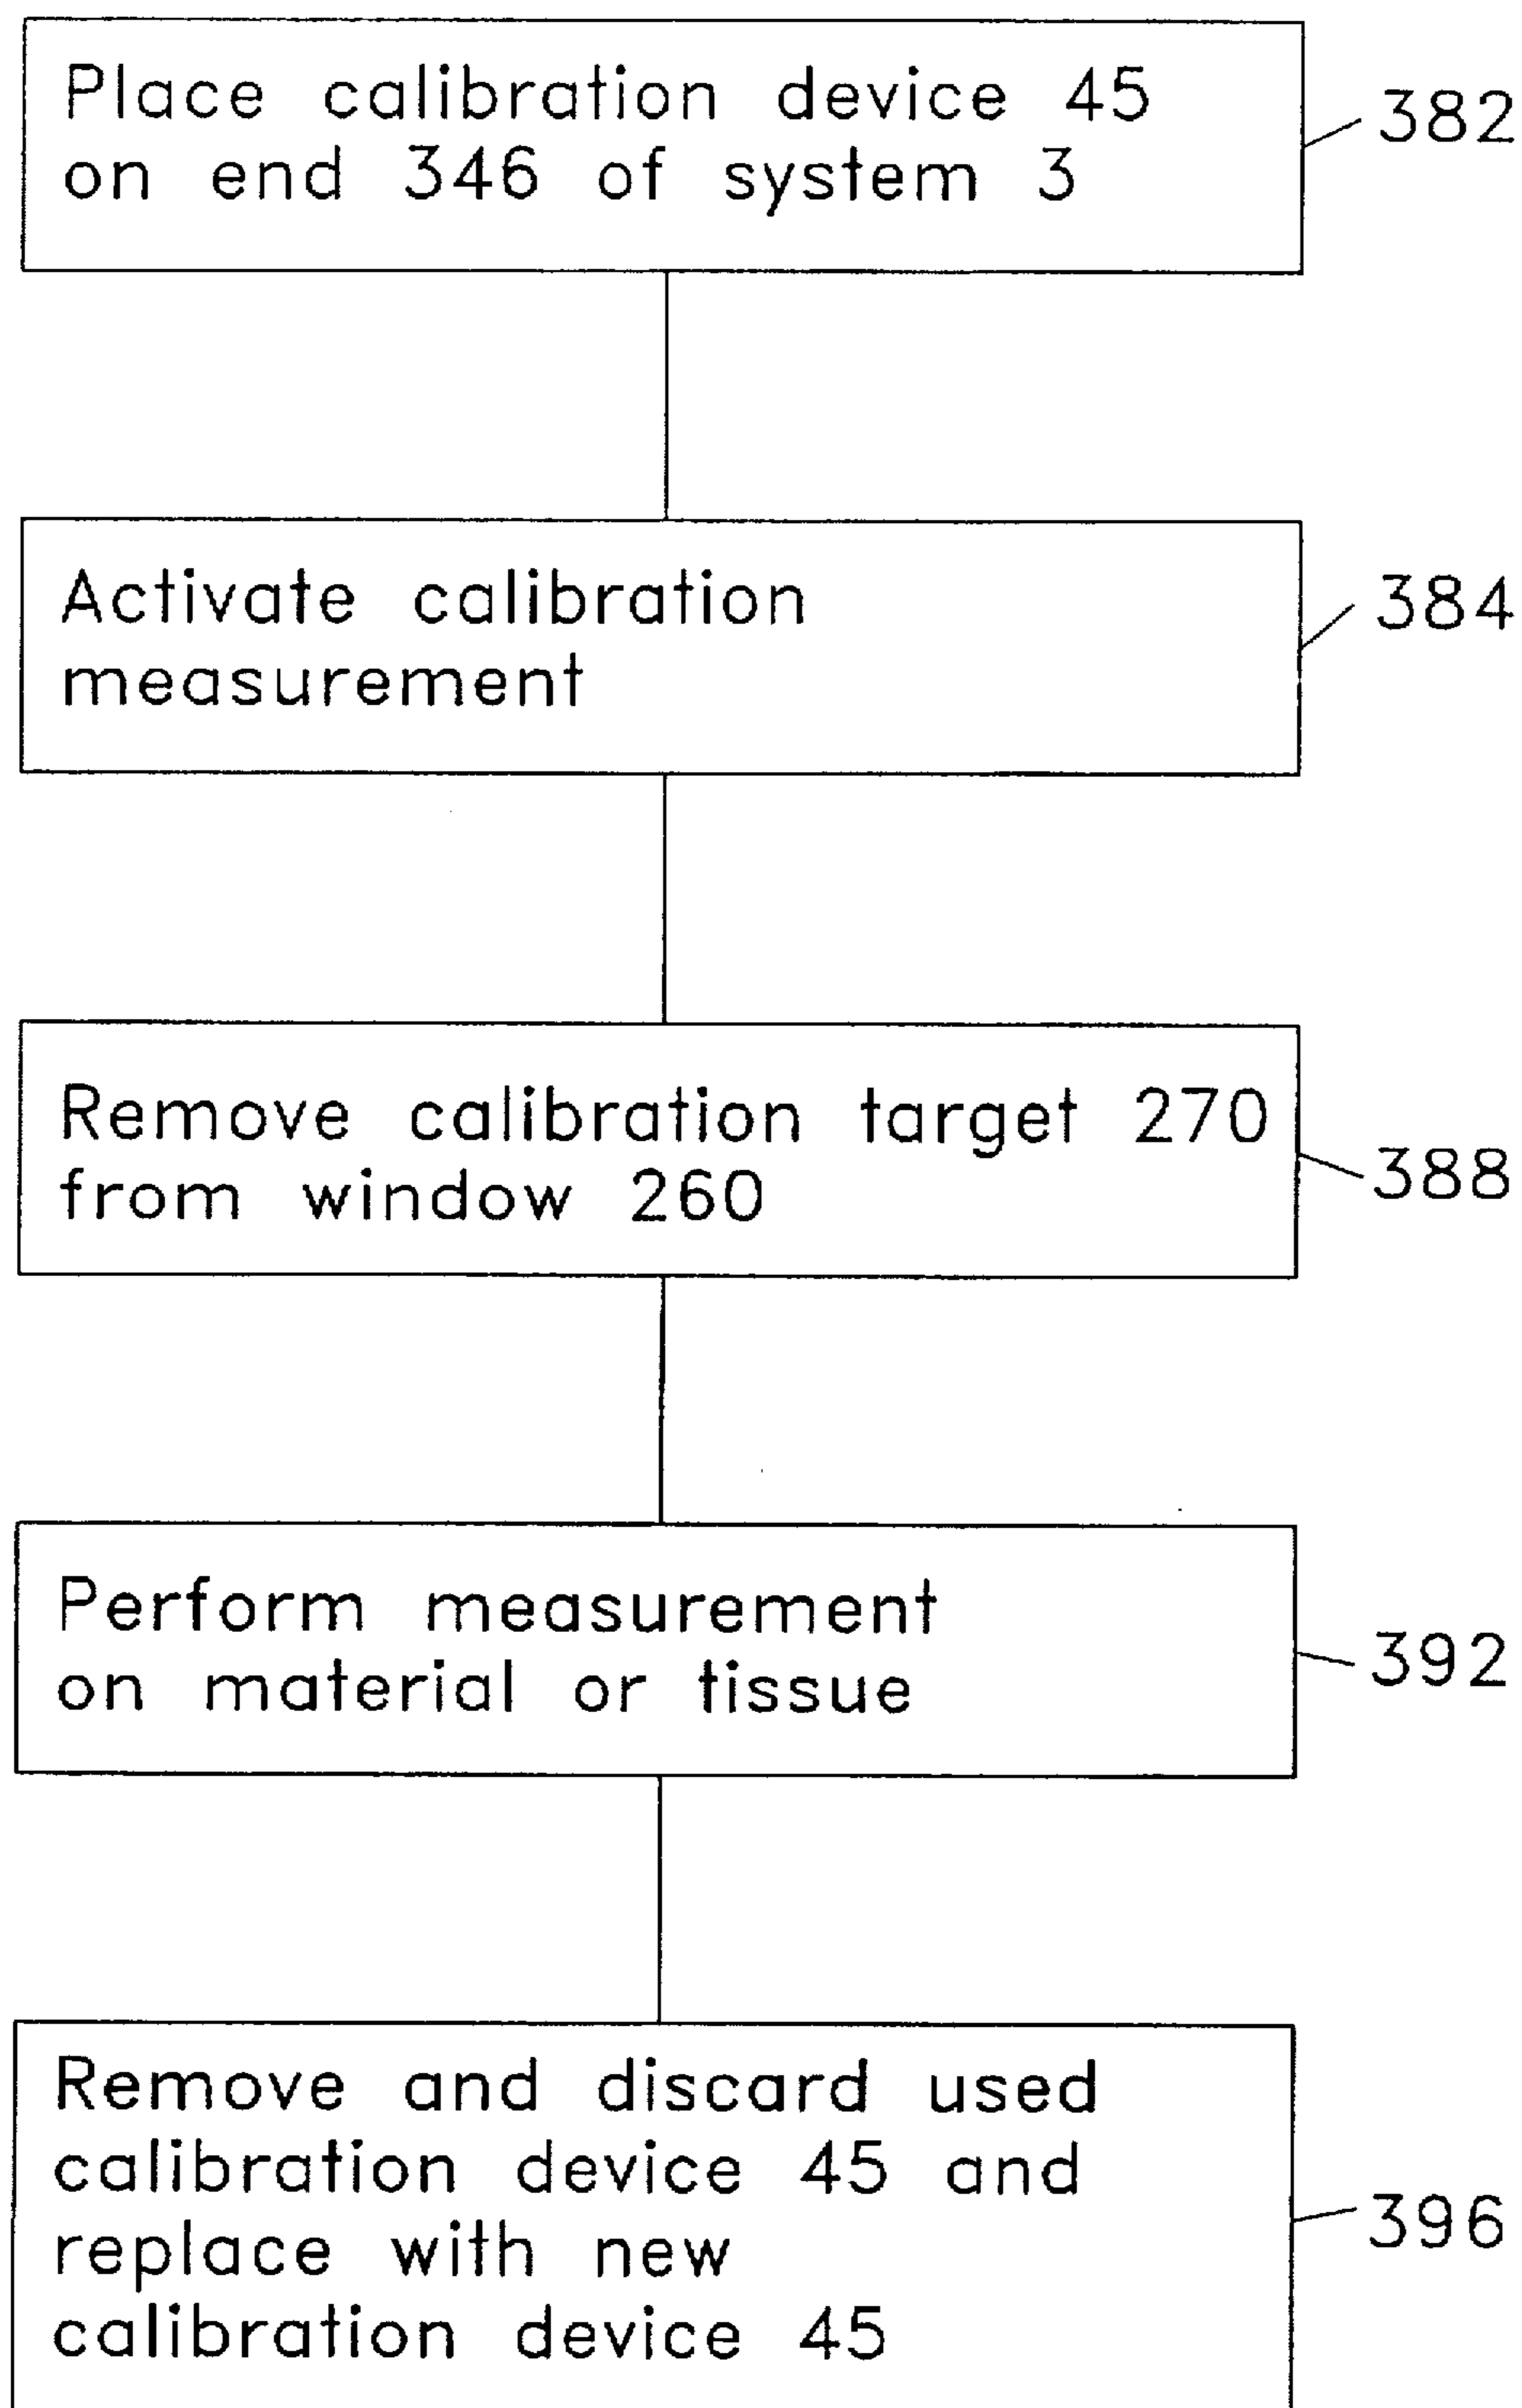 Place calibration device 45
on end 346 of system 3
382
Activate calibration
measurement
384
Remove calibration target 270
from window 260
388
Perform measurement
on material or tissue
392
Remove and discard used
calibration device 45 and
replace with new
calibration device 45
396